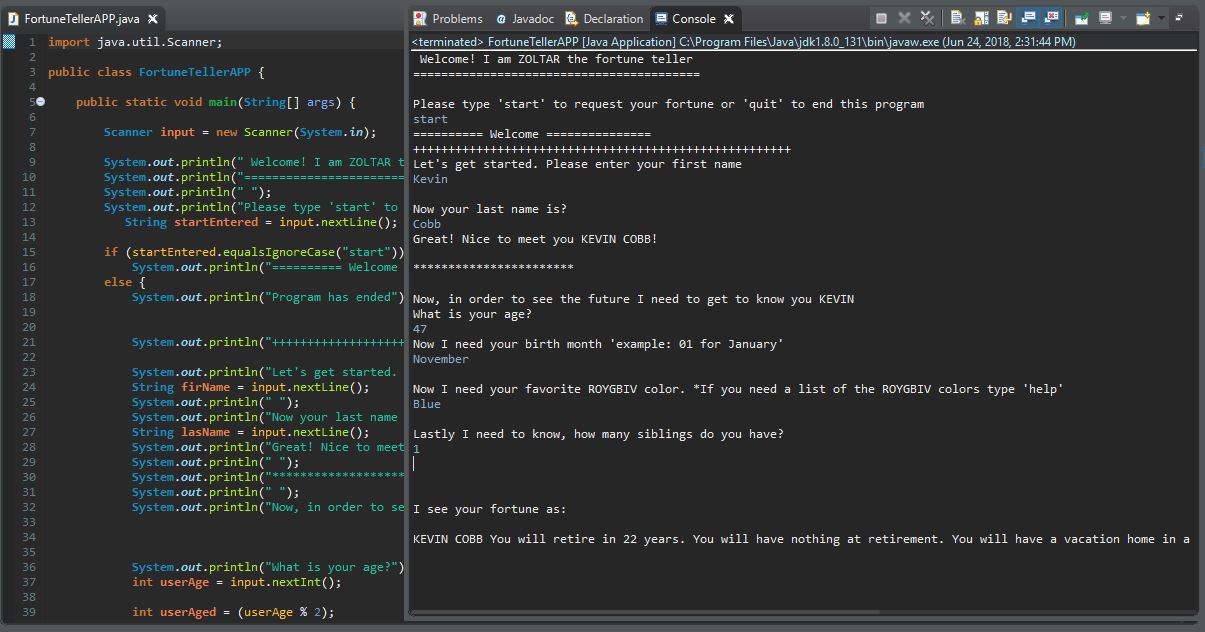 FortuneTellerAPP.java
1 import java.util.Scanner;
2
3 public class FortuneTellerAPP {
4
5 public static void main(String[] args) {
6
7 Scanner input = new Scanner(System.in);
8
9 System.out.println(" Welcome! I am ZOLTAR t
10 System.out.println("=======================
11 System.out.println(" ");
12 System.out.println("Please type 'start' to
13 String startEntered = input.nextLine();
14
15 if (startEntered.equalsIgnoreCase("start"))
16 System.out.println("========== Welcome
17 else {
18 System.out.println("Program has ended")
19
20
21 System.out.println("+++++++++++++++++++
22
23 System.out.println("Let's get started.
24 String firName = input.nextLine();
25 System.out.println(" ");
26 System.out.println("Now your last name
27 String lasName = input.nextLine();
28 System.out.println("Great! Nice to meet
29 System.out.println(" ");
30 System.out.println("*******************
31 System.out.println(" ");
32 System.out.println("Now, in order to se
33
34
35
36 System.out.println("What is your age?")
37 int userAge = input.nextInt();
38
39 int userAged = (userAge % 2);
Problems @ Javadoc Declaration Console
<terminated> FortuneTellerAPP [Java Application] C:\Program Files\Java\jdk1.8.0_131\bin\javaw.exe (Jun 24, 2018, 2:31:44 PM)
Welcome! I am ZOLTAR the fortune teller
=========================================
Please type 'start' to request your fortune or 'quit' to end this program
start
========== Welcome ===============
++++++++++++++++++++++++++++++++++++++++++++++++++++++
Let's get started. Please enter your first name
Kevin
Now your last name is?
Cobb
Great! Nice to meet you KEVIN COBB!
***********************
Now, in order to see the future I need to get to know you KEVIN
What is your age?
47
Now I need your birth month 'example: 01 for January'
November
Now I need your favorite ROYGBIV color. *If you need a list of the ROYGBIV colors type 'help'
Blue
Lastly I need to know, how many siblings do you have?
1
I see your fortune as:
KEVIN COBB You will retire in 22 years. You will have nothing at retirement. You will have a vacation home in a